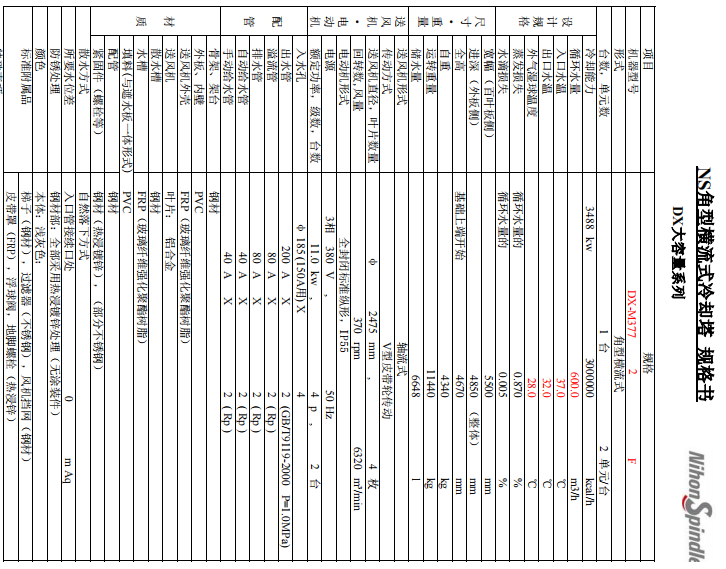 NS角型横流式冷却塔 规格书
DX大容量系列
Nihon Spindle
项目 规格
机器型号 DX-M377 2 F
形式 角型横流式
台数，单元数 1 台 2 单元/台
设计规格
冷却能力 3488 kw 3000000 kcal/h
循环水量 600.0 m3/h
入口水温 37.0 ℃
出口水温 32.0 ℃
外气湿球温度 28.0 ℃
蒸发损失 循环水量的 0.870 %
水滴损失 循环水量的 0.005 %
尺寸・重量
宽幅（百叶板侧） 5500 mm
进深（外板侧） 4850（整体） mm
全高 基础上端开始 4670 mm
自重 4340 kg
运转重量 11440 kg
储水量 6648 l
送风・电动机
送风机形式 轴流式
传动方式 V型皮带轮传动
送风机直径，叶片数量 ф 2475 mm， 4 枚
回转数,风量 370 rpm 6320 m³/min
电动机形式 全封闭标准纵形，IP55
电源 3相 380 V， 50 Hz
额定功率，级数，台数 11.0 kw， 4 p， 2 台
配管
入水孔 ф 185(150A用)X 4
出水管 200 A X 2 (GB/T9119-2000 P=1.0MPa)
溢流管 80 A X 2 ( Rp )
排水管 80 A X 2 ( Rp )
自动给水管 40 A X 2 ( Rp )
手动给水管 40 A X 2 ( Rp )
材质
骨架、架台 钢材
外板、内壁 PVC
送风机外壳 FRP（玻璃纤维强化聚酯树脂）
送风机 叶片：铝合金
散水槽 钢材
水槽 FRP（玻璃纤维强化聚酯树脂）
填料(与遮水板一体形式) PVC
配管 钢材
紧固件（螺栓等） 钢材（热浸镀锌），（部分不锈钢）
散水方式 自然落下方式
所要水位差 入口管接续口处 0 m Aq
防锈处理 钢材部：全部采用热浸镀锌处理（无涂装件）
颜色 本体：浅灰色；
标准附属品 梯子（钢材），过滤器（不锈钢），风机挡网（钢材）
皮带罩（FRP），浮球阀，地脚螺栓（热浸锌）